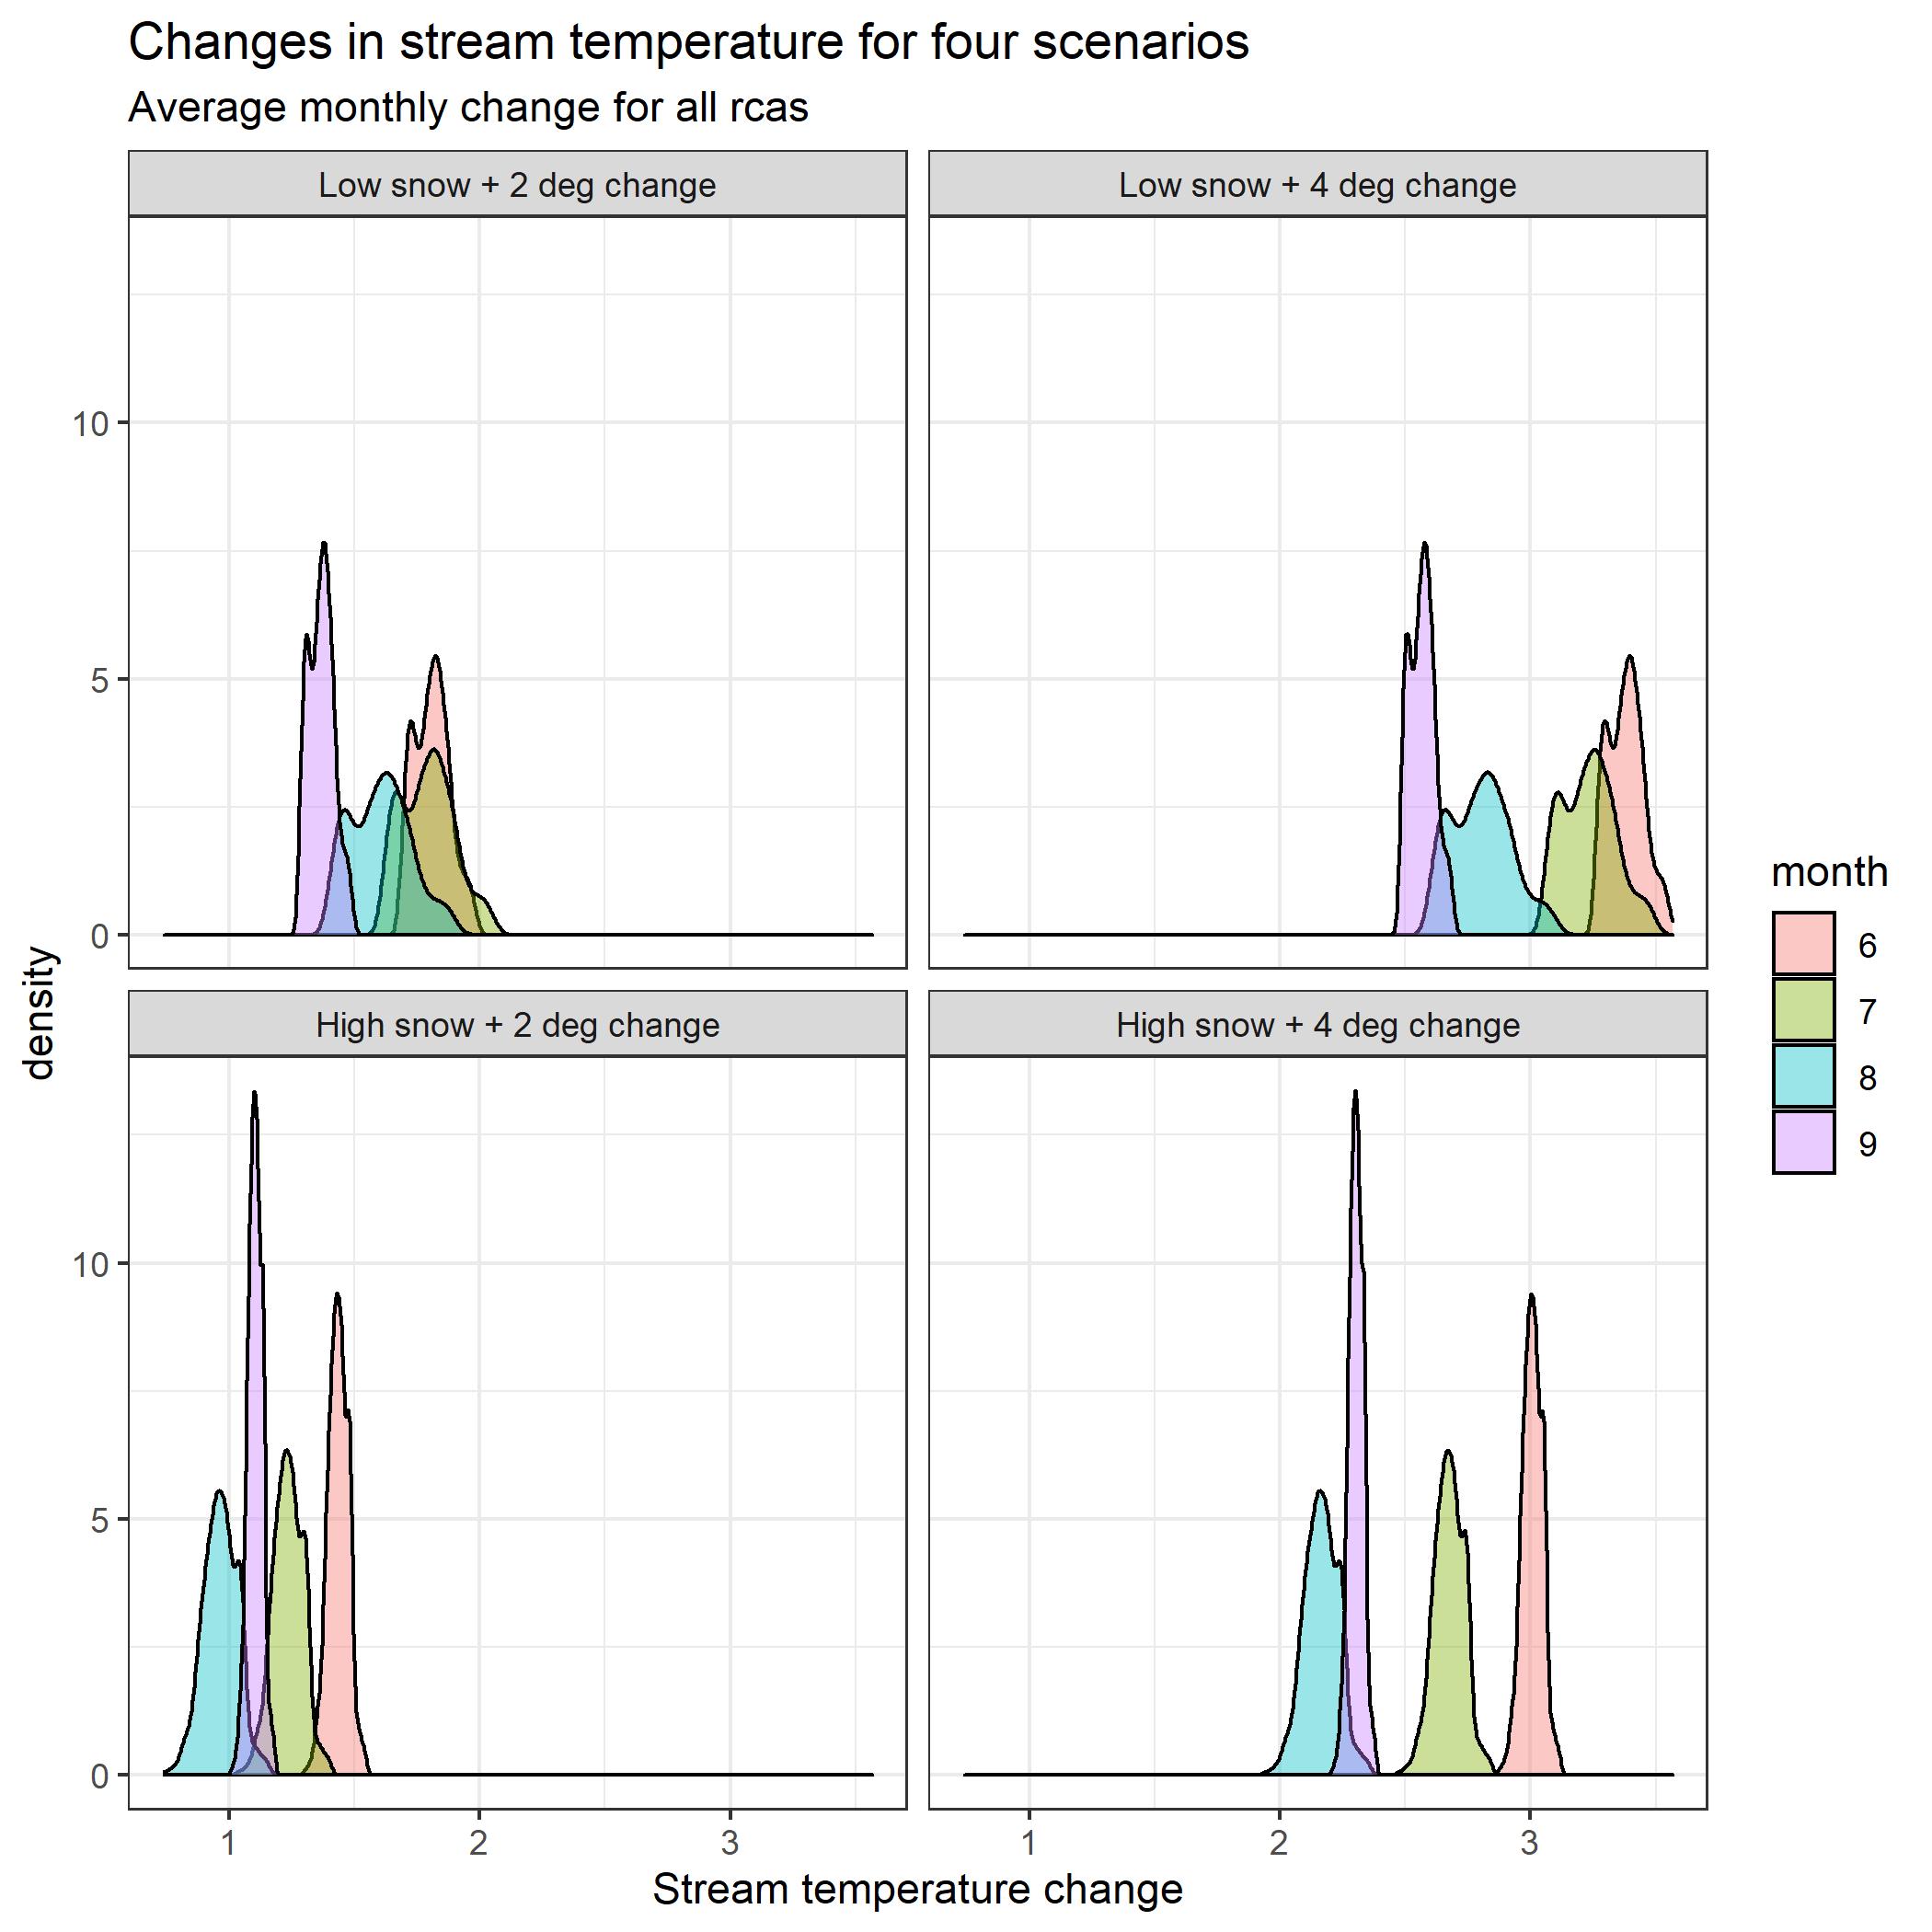 Changes in stream temperature for four scenarios
Average monthly change for all rcas
Low snow + 2 deg change
Low snow + 4 deg change
10
5
0
High snow + 2 deg change
High snow + 4 deg change
10
5
0
1 2 3
1 2 3
Stream temperature change
density
month
6
7
8
9